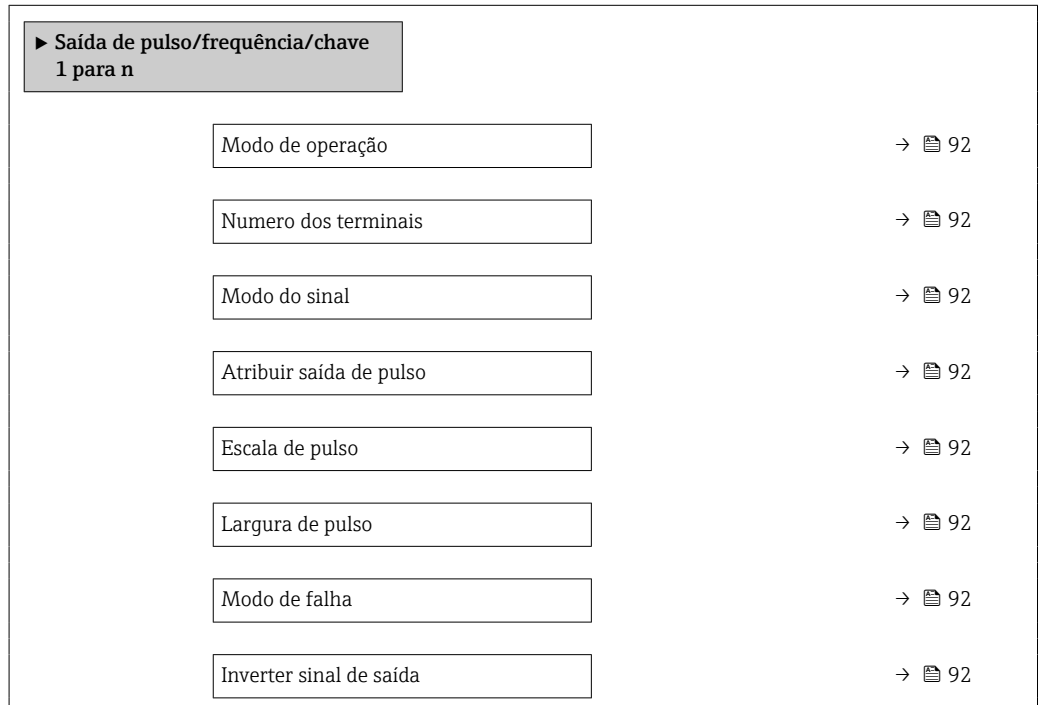 ▶ Saída de pulso/frequência/chave
1 para n
Modo de operação → 92
Numero dos terminais → 92
Modo do sinal → 92
Atribuir saída de pulso → 92
Escala de pulso → 92
Largura de pulso → 92
Modo de falha → 92
Inverter sinal de saída → 92